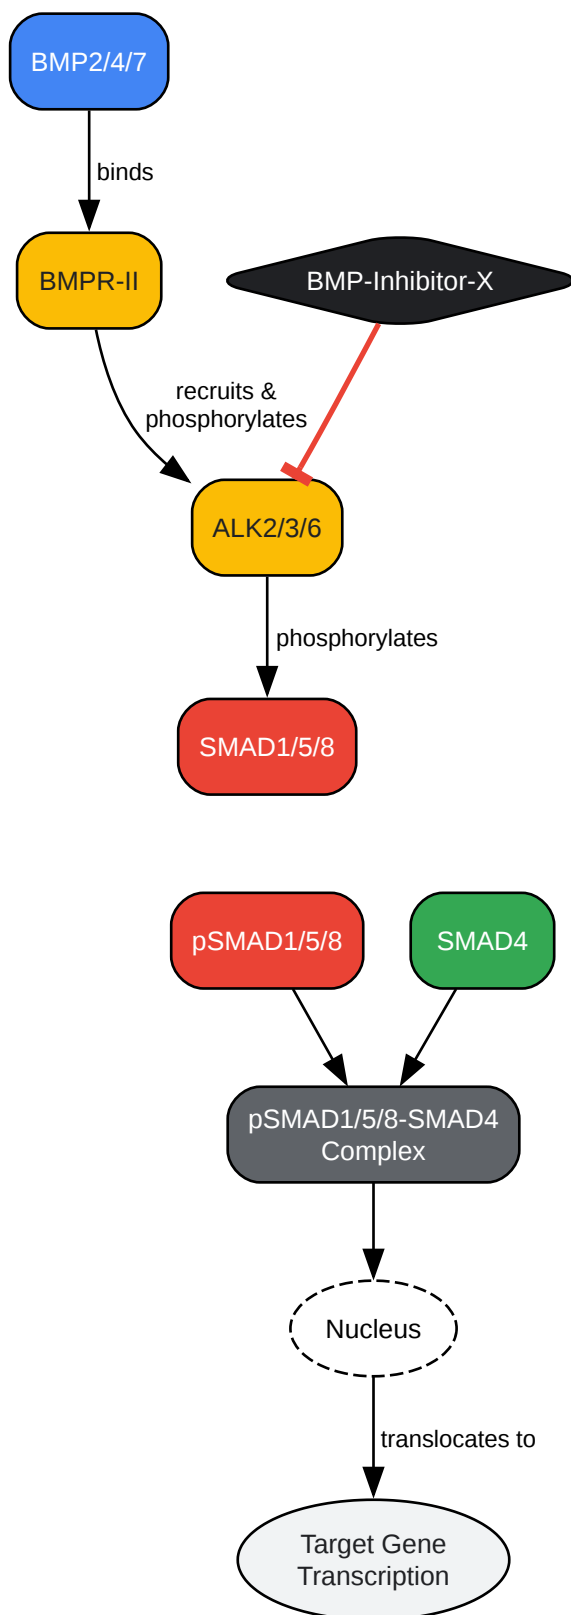 BMP2/4/7
binds
BMPR-II
BMP-Inhibitor-X
recruits &
phosphorylates
ALK2/3/6
phosphorylates
SMAD1/5/8
pSMAD1/5/8
SMAD4
pSMAD1/5/8-SMAD4
Complex
Nucleus
translocates to
Target Gene
Transcription